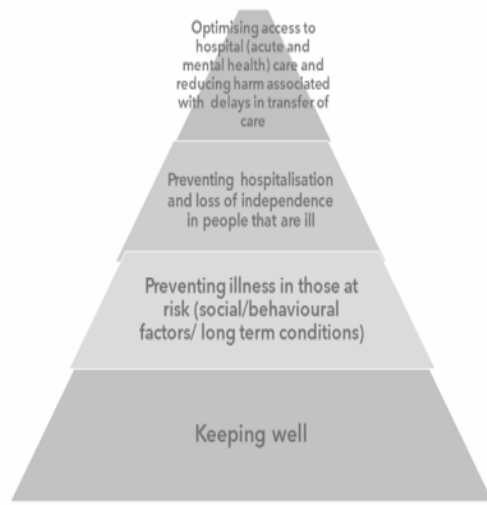 Optimising access to
hospital (acute and
mental health) care and
reducing harm associated
with delays in transfer of
care
Preventing hospitalisation
and loss of independence
in people that are ill
Preventing illness in those at
risk (social/behavioural
factors/ long term conditions)
Keeping well